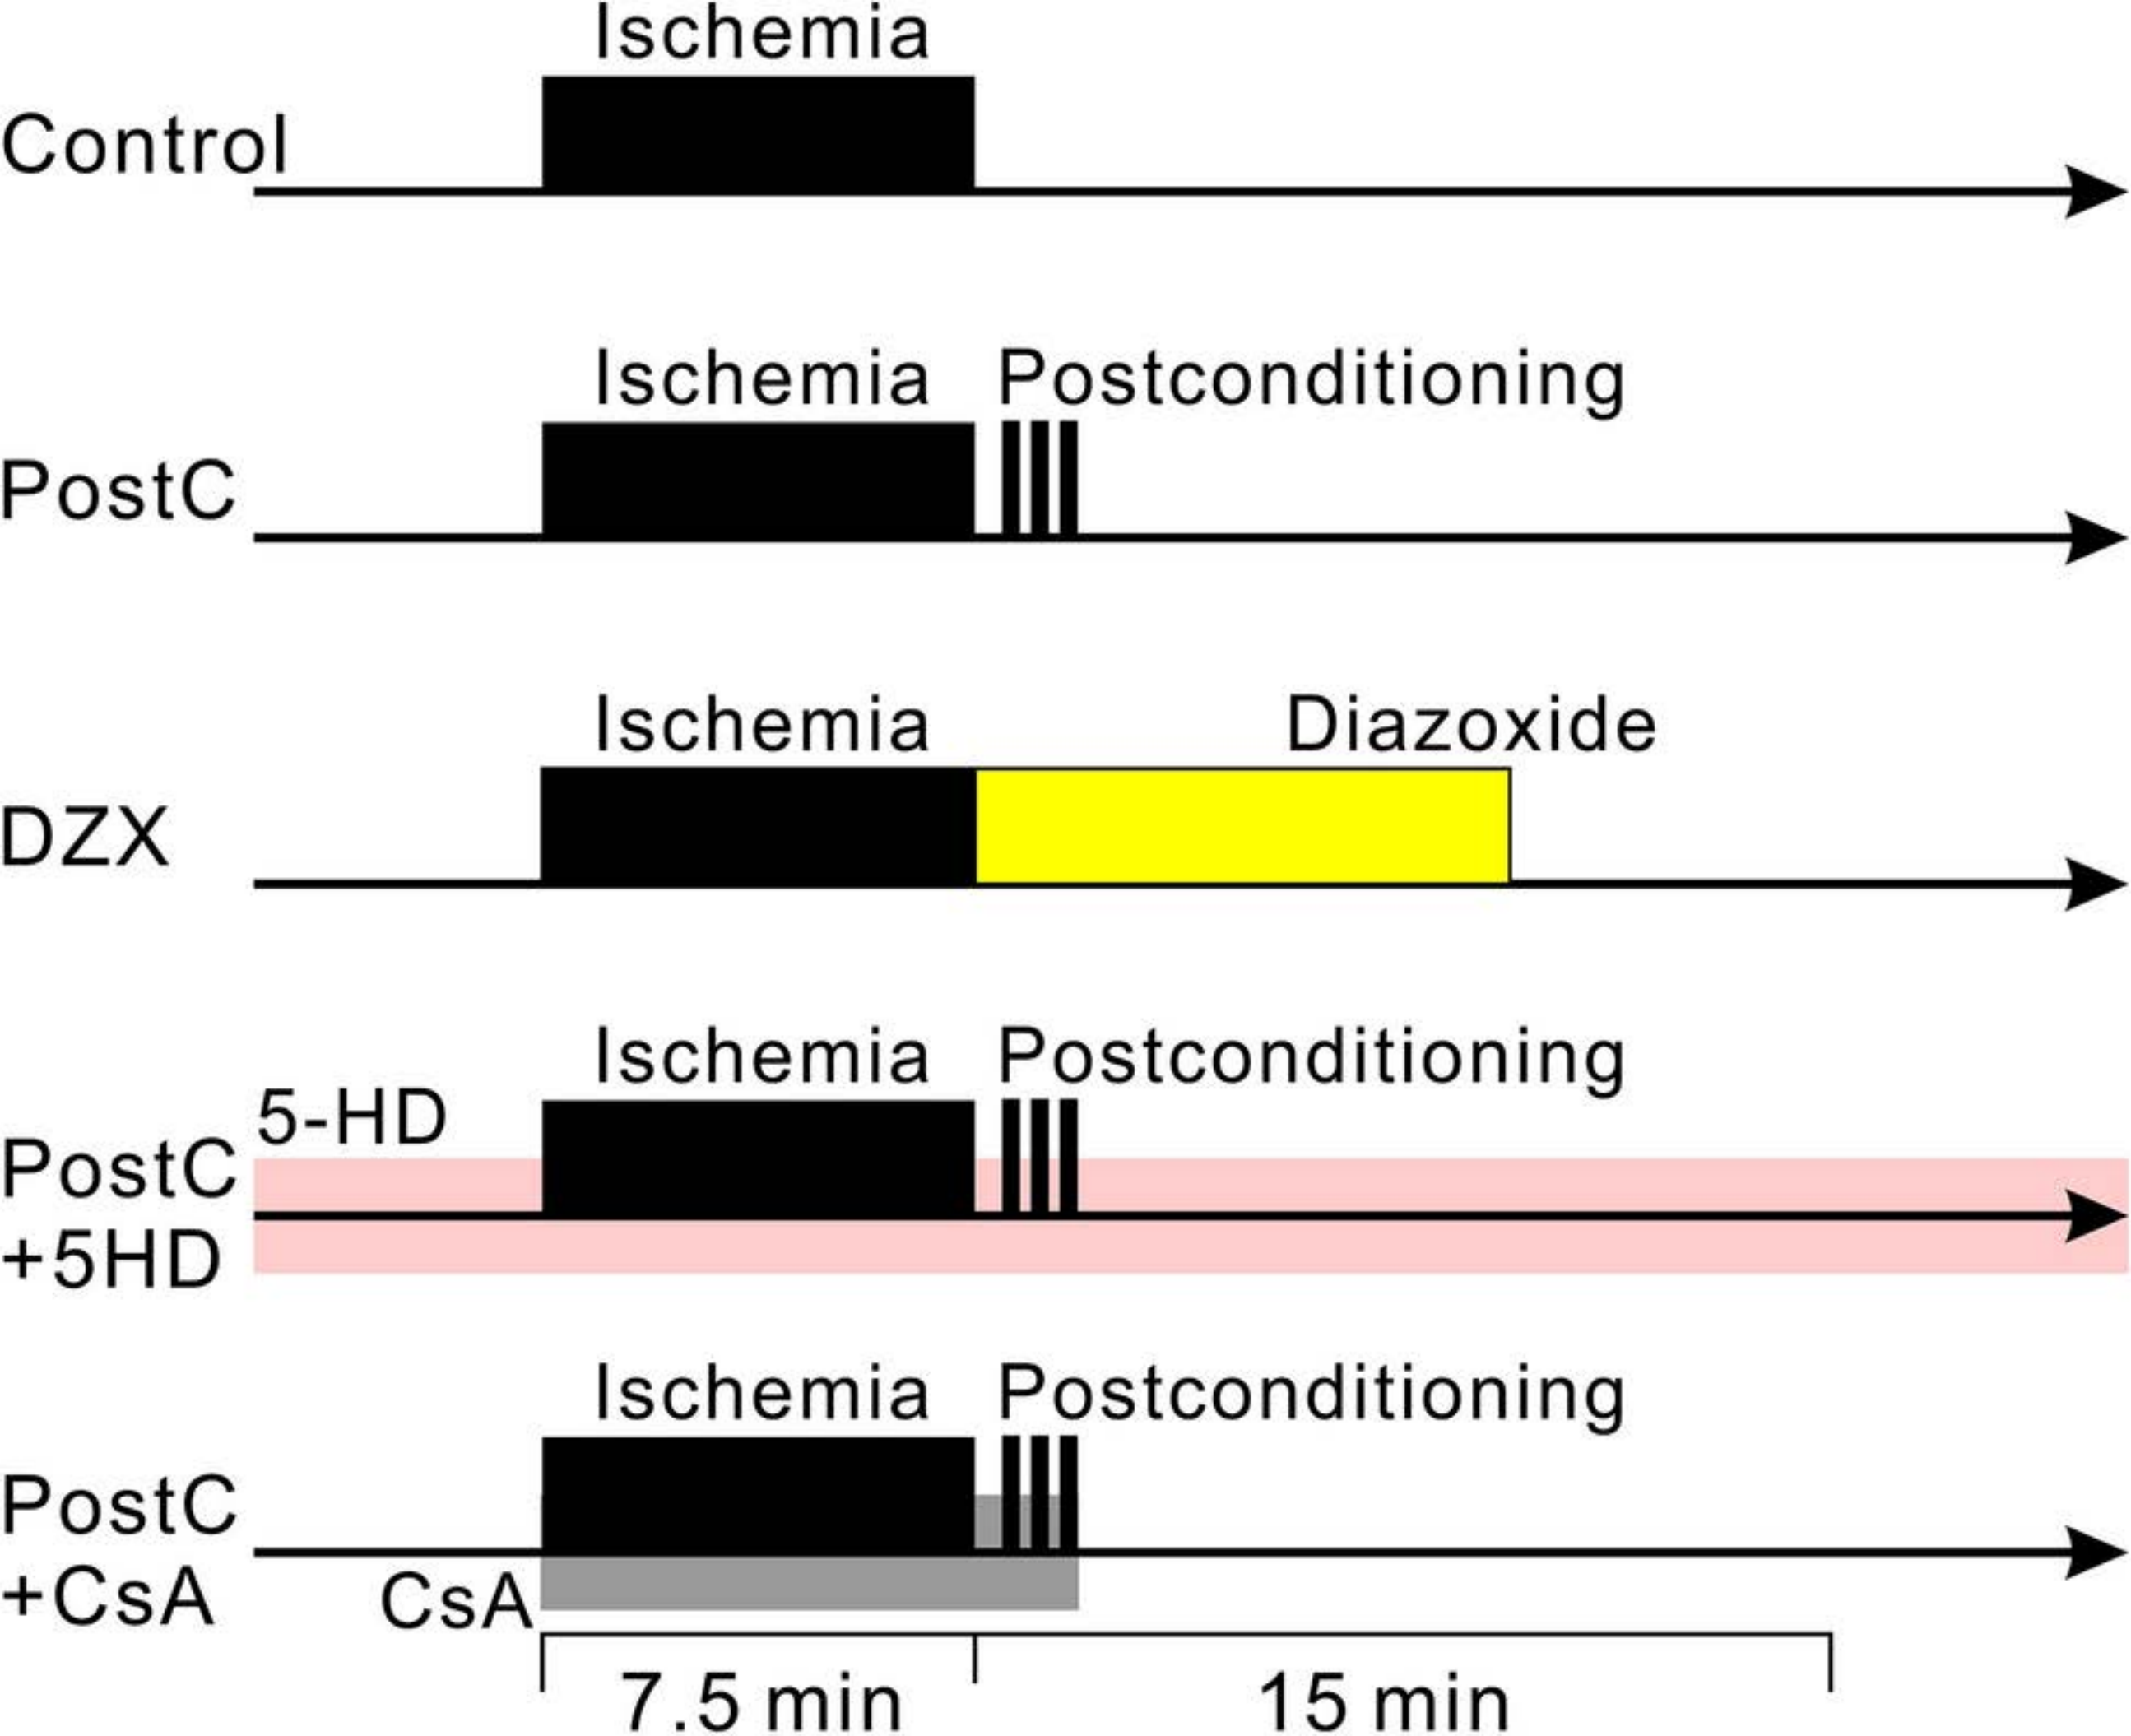 Ischemia
Control
Ischemia Postconditioning
PostC
Ischemia Diazoxide
DZX
Ischemia Postconditioning
5-HD
PostC
+5HD
Ischemia Postconditioning
PostC
+CsA CsA
7.5 min 15 min